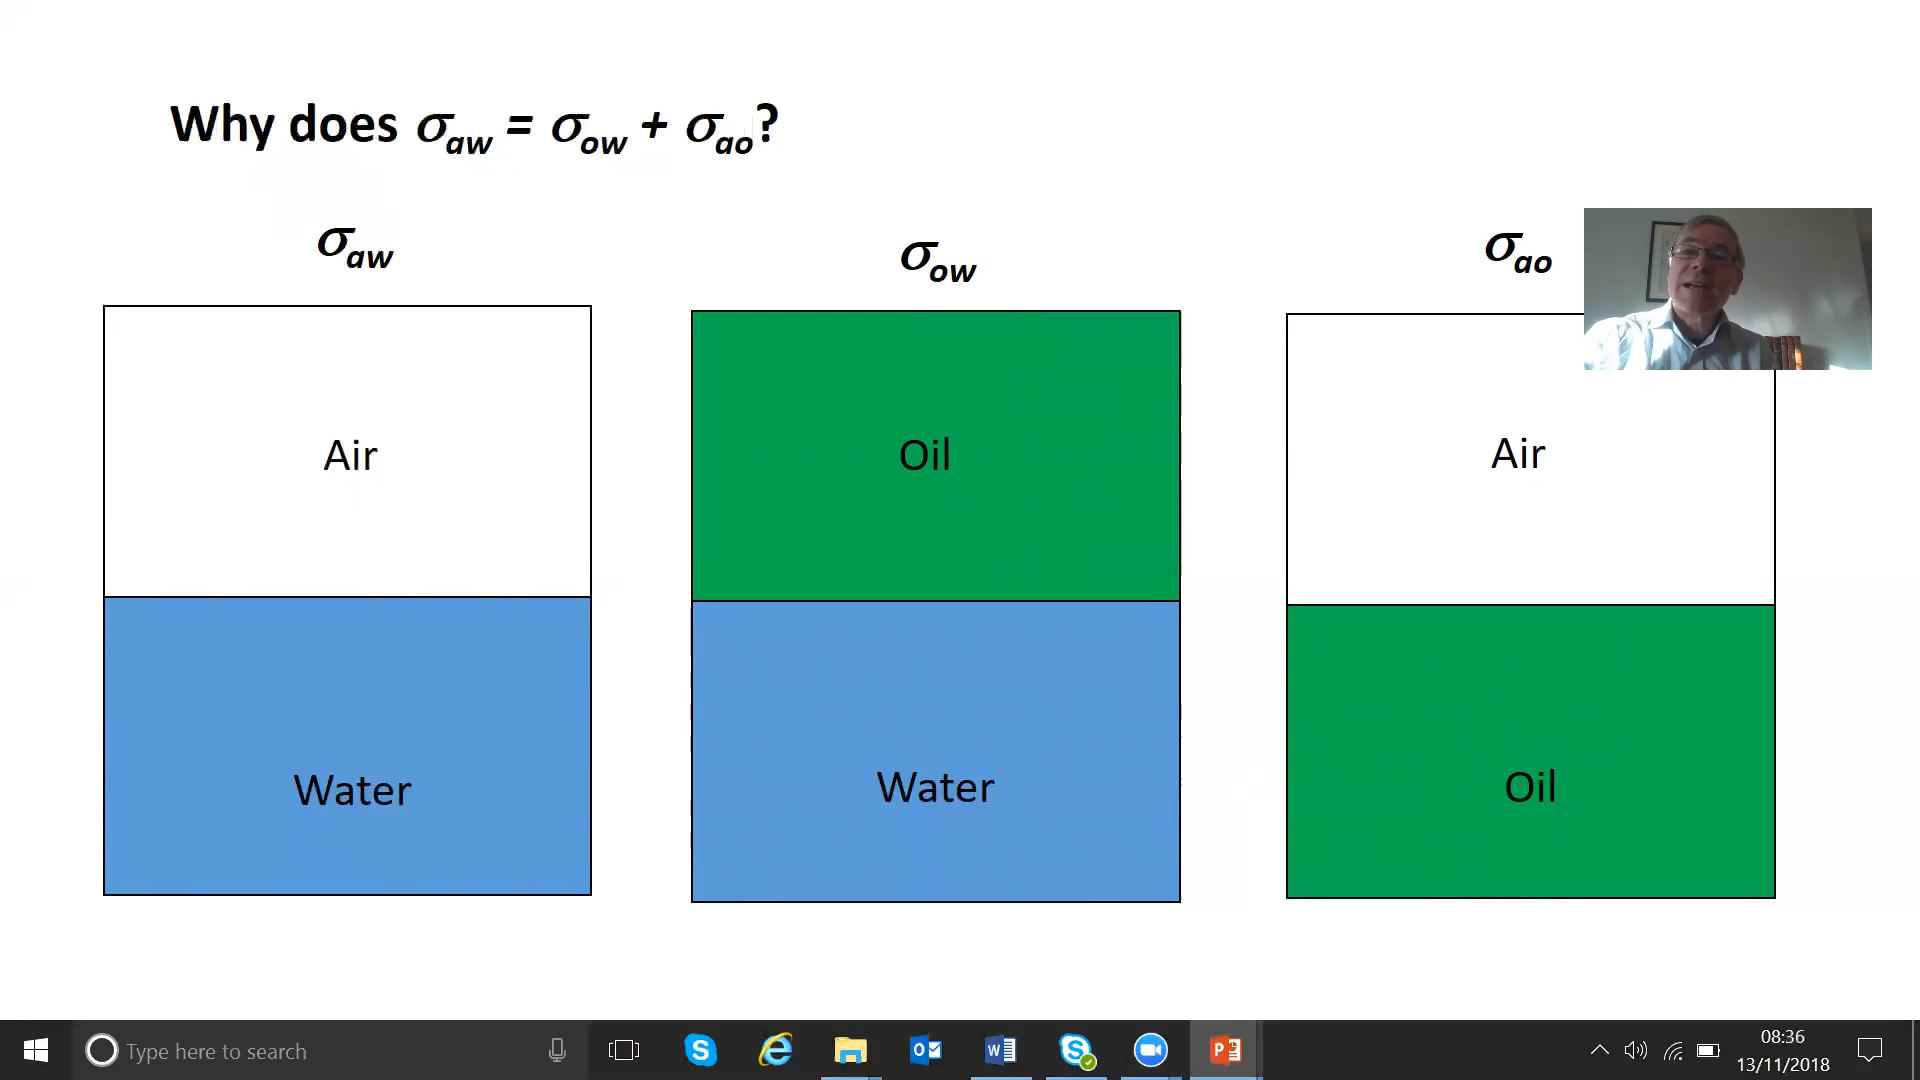 Why does σaw = σow + σao?
σaw
σow
σao
Air
Oil
Air
Water
Water
Oil
Type here to search
08:36
13/11/2018